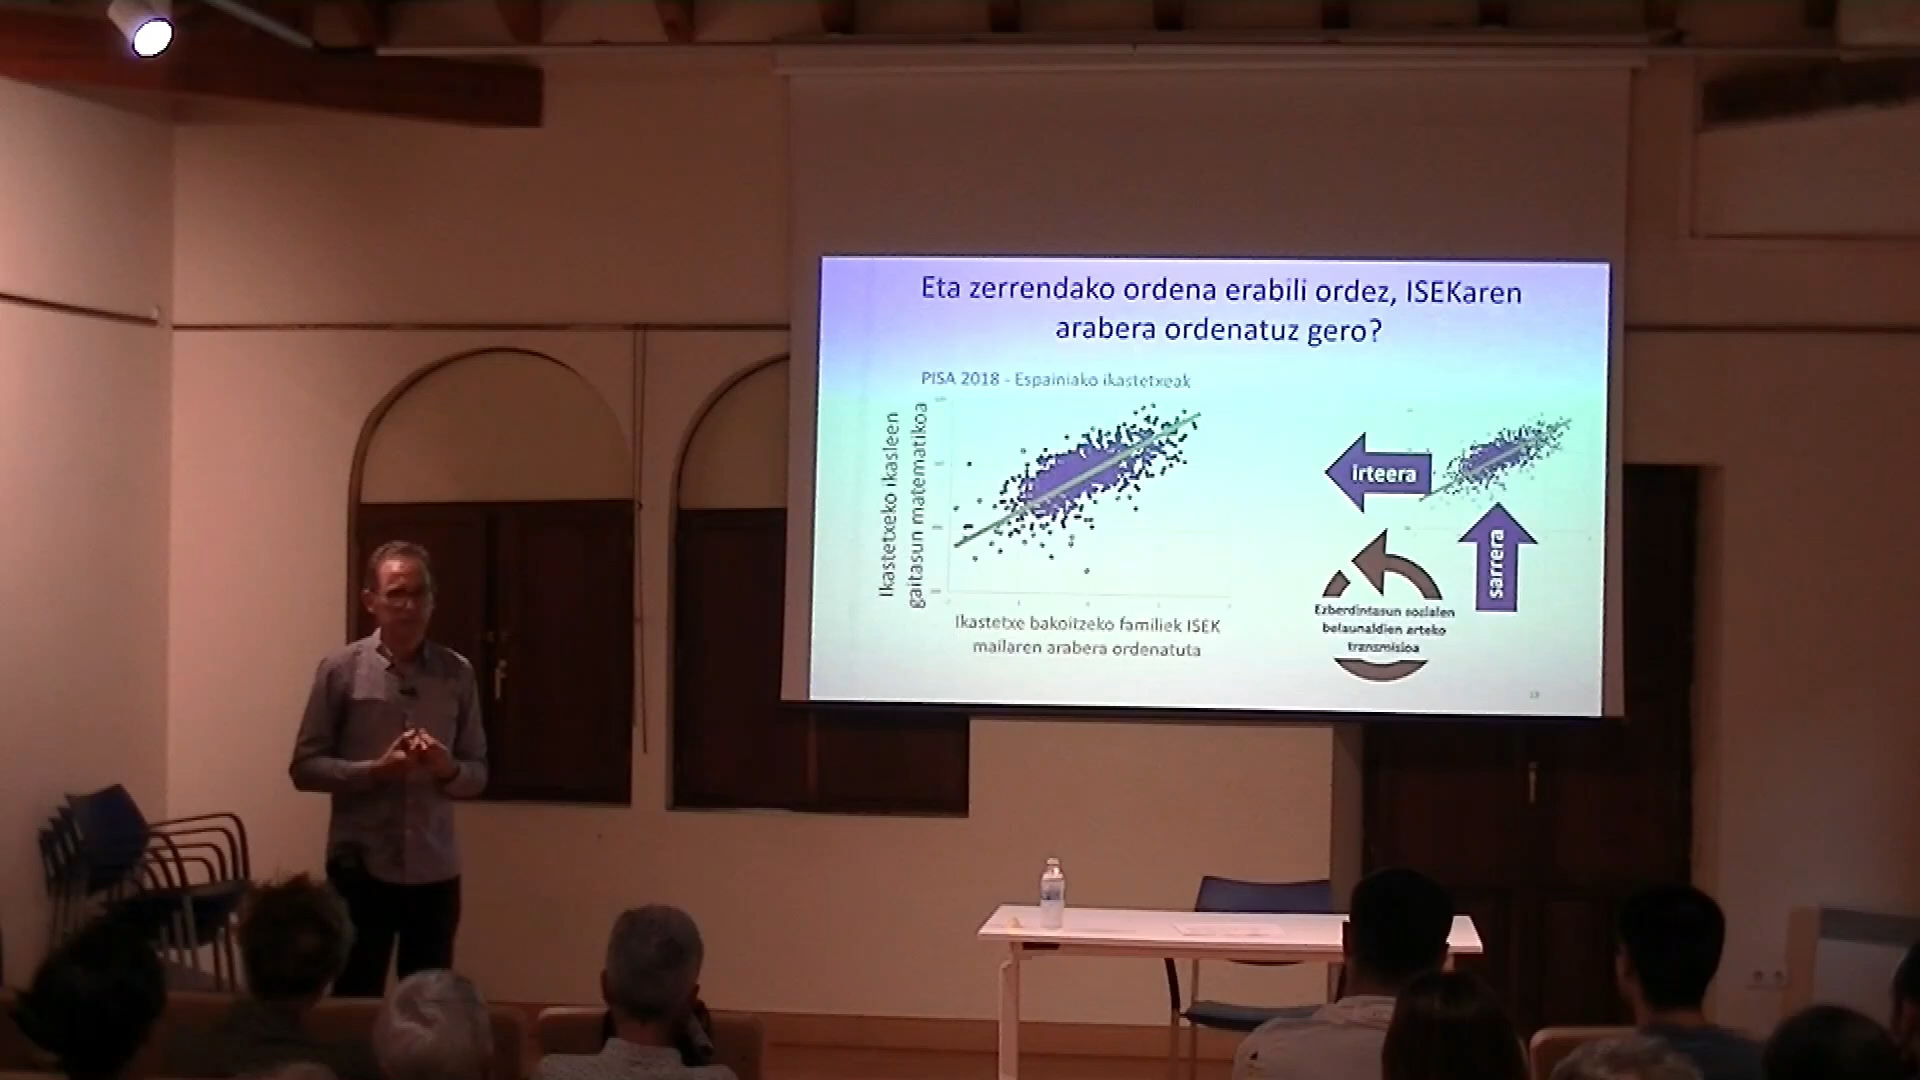 Eta zerrendako ordena erabili ordez, ISEKaren
arabera ordenatuz gero?
PISA 2018 - Espainiako ikastetxeak
Ikastetxeko ikasleen
gaitasun matematikoa
Ikastetxe bakoitzeko familiek ISEK
mailaren arabera ordenatuta
irteera
sarrera
Ezberdintasun sozialen
belaunaldien arteko
transmisioa